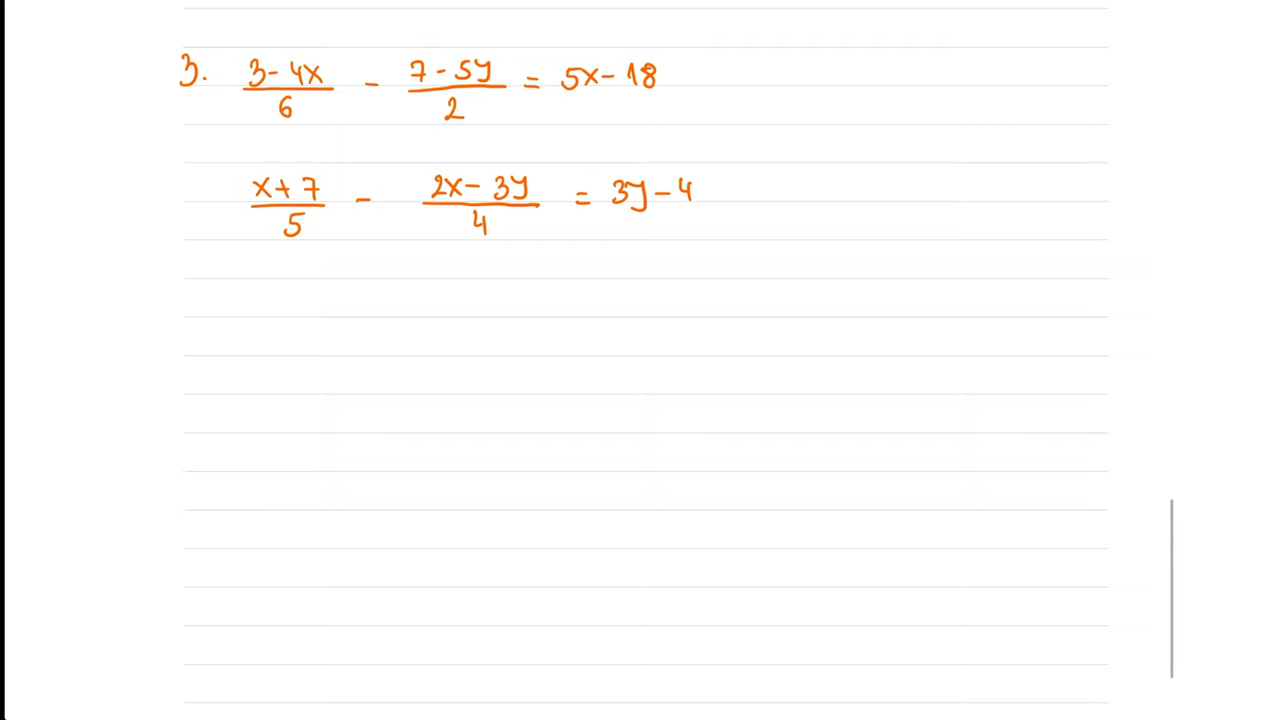 3. (3-4x)/6 - (7-5y)/2 = 5x-18
(x+7)/5 - (2x-3y)/4 = 3y-4